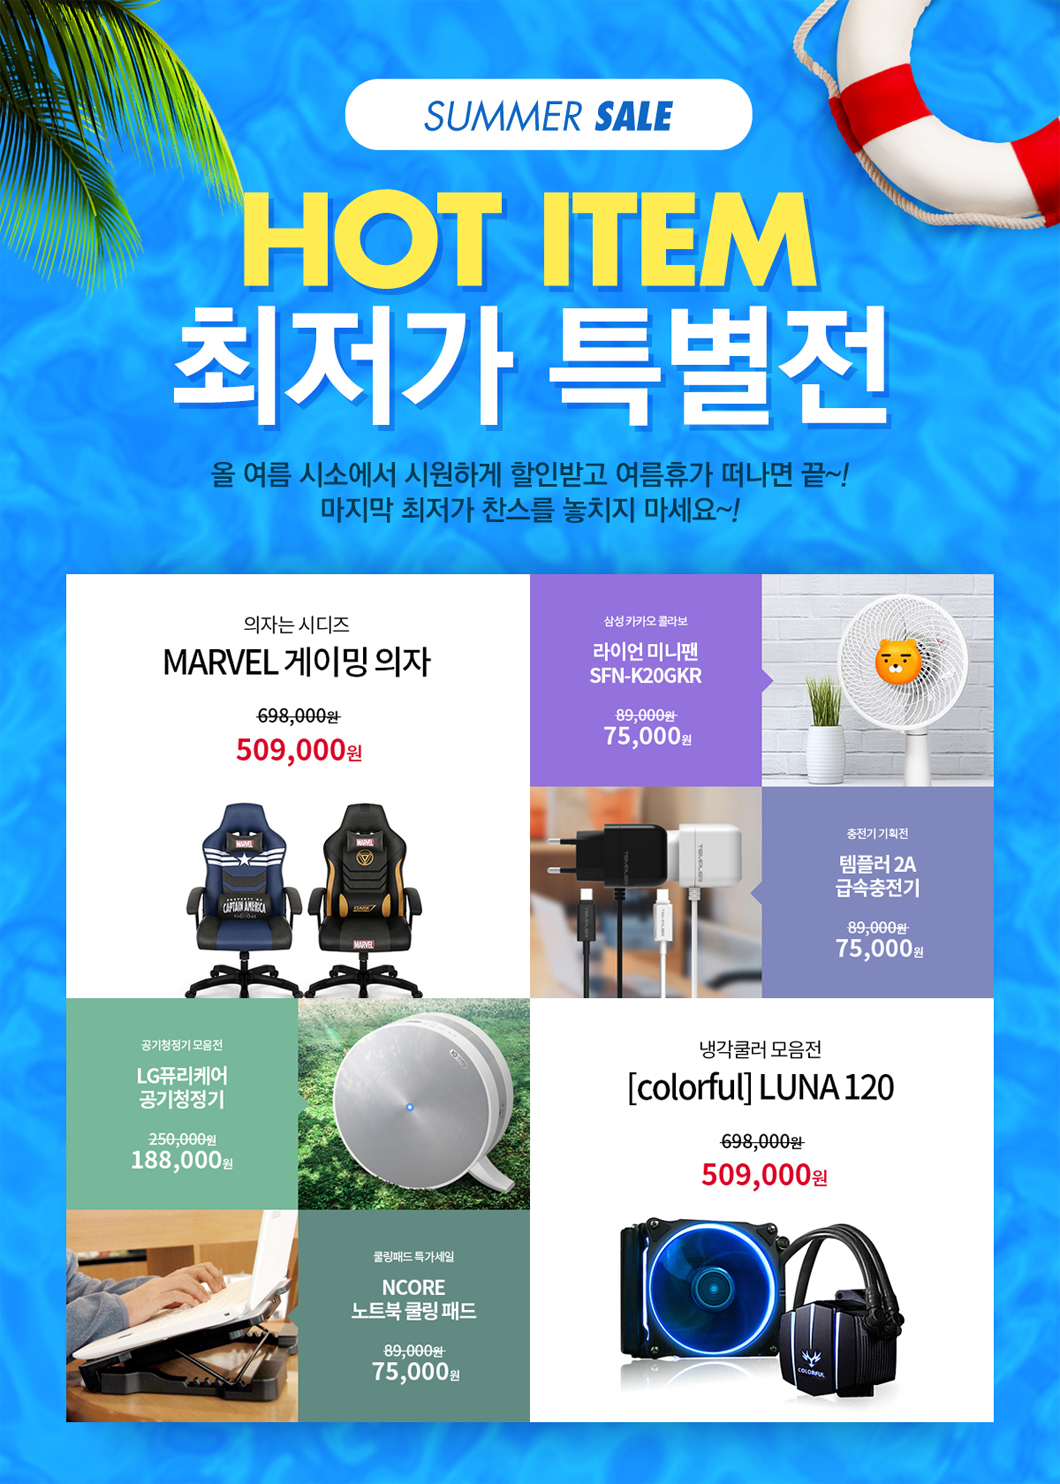 SUMMER SALE
HOT ITEM
최저가 특별전
올 여름 시소에서 시원하게 할인받고 여름휴가 떠나면 끝~!
마지막 최저가 찬스를 놓치지 마세요~!
의자는 시디즈
MARVEL 게이밍 의자
698,000원
509,000원
MARVEL
PROPERTY OF
CAPTAIN AMERICA
MARVEL
STARK
MARVEL
삼성 카카오 콜라보
라이언 미니팬
SFN-K20GKR
89,000원
75,000원
충전기 기획전
템플러 2A
급속충전기
89,000원
75,000원
공기청정기 모음전
LG퓨리케어
공기청정기
250,000원
188,000원
쿨링패드 특가세일
NCORE
노트북 쿨링 패드
89,000원
75,000원
냉각쿨러 모음전
[colorful] LUNA 120
698,000원
509,000원
COLORFUL